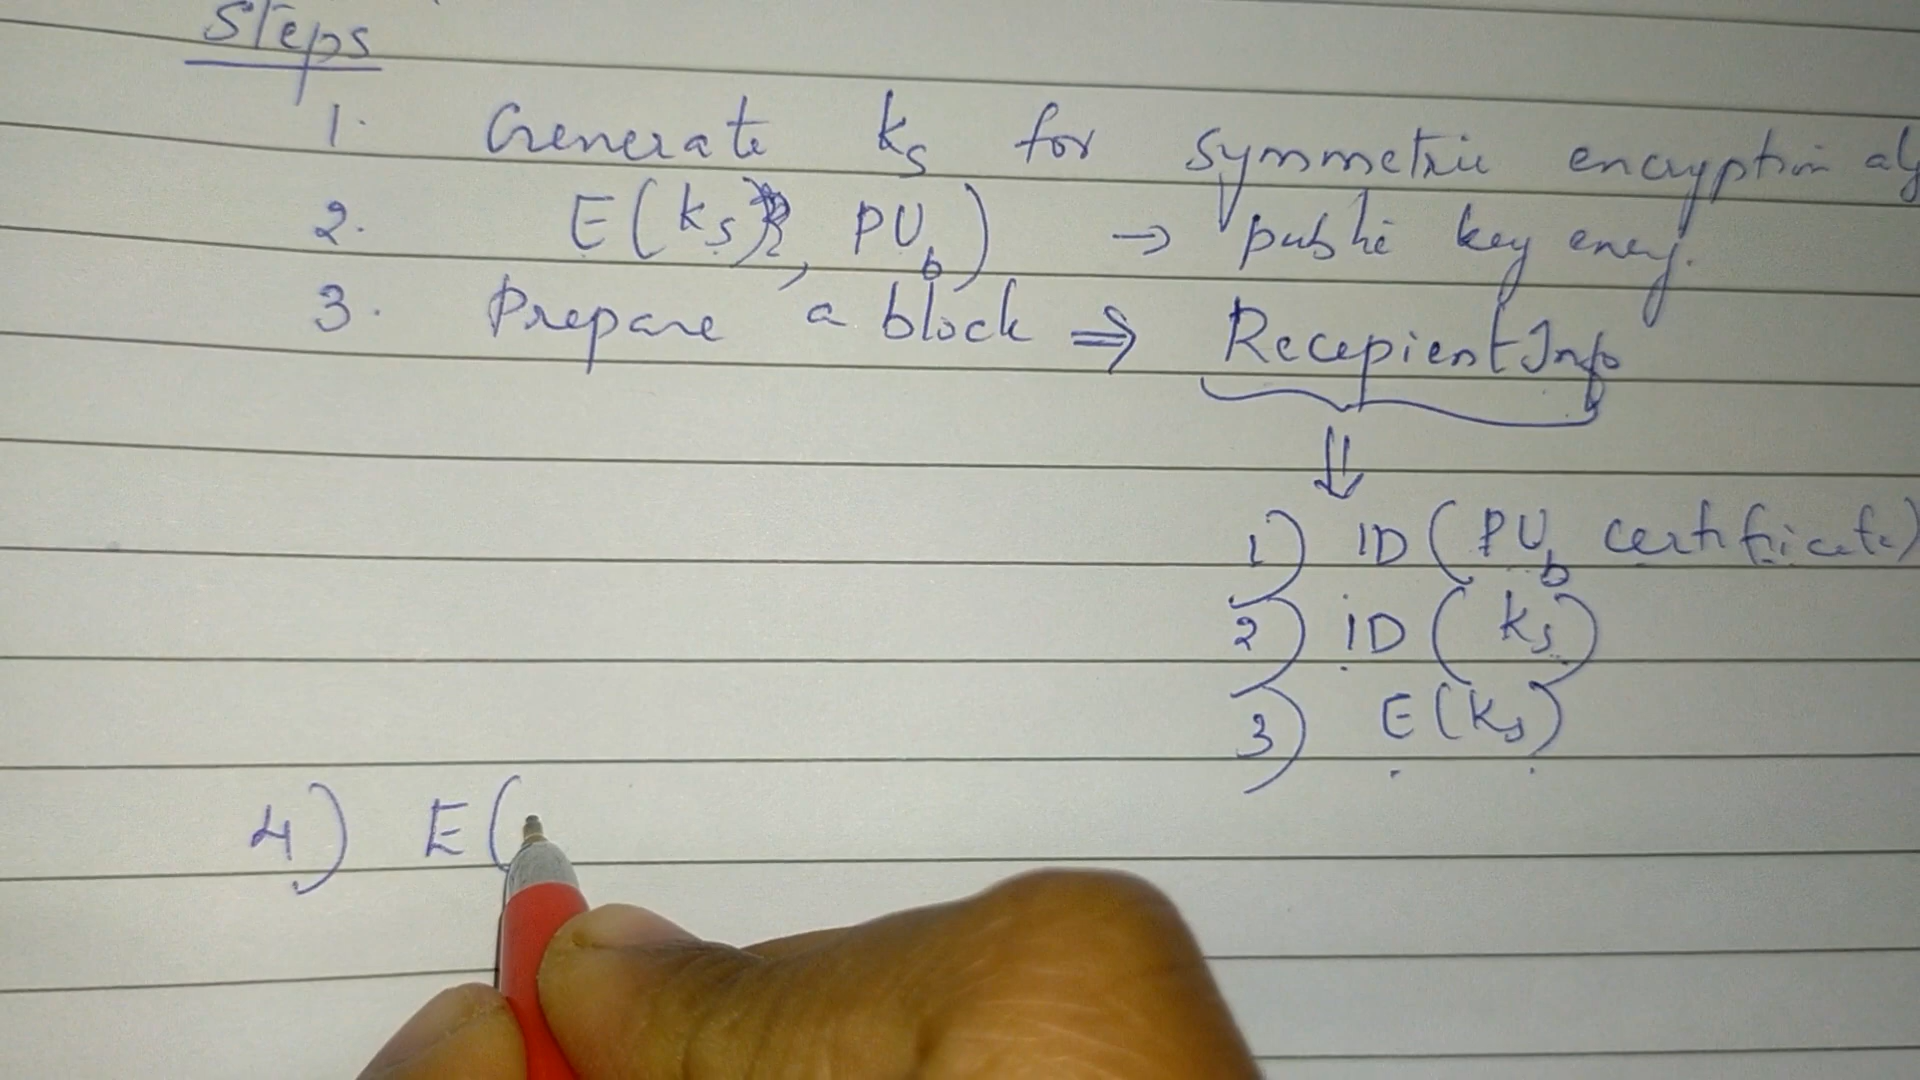 Steps
1. Generate ks for symmetric encryption alg
2. E(ks, PUb) → public key ency.
3. Prepare a block ⇒ RecepientInfo
⇓
1) ID (PUb certificate)
2) ID (ks)
3) E(ks)
4) E(